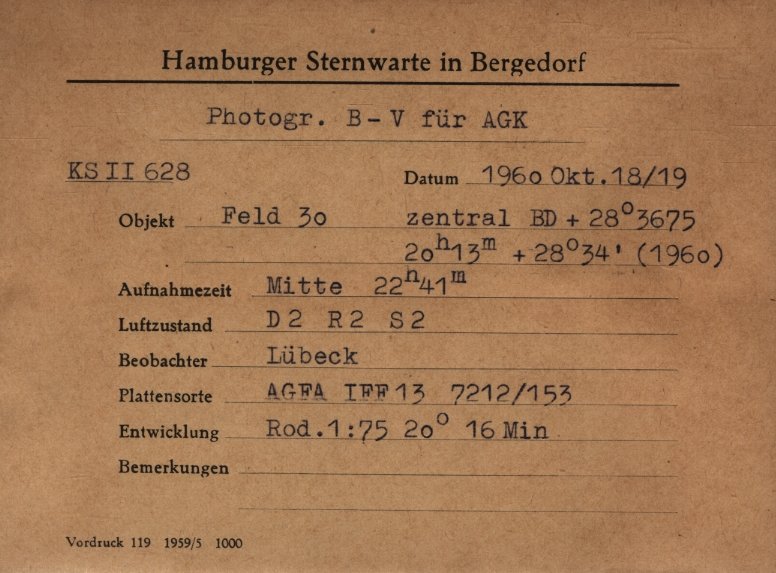 Hamburger Sternwarte in Bergedorf
Photogr. B-V für AGK
KS II 628 Datum 1960 Okt.18/19
Objekt Feld 30 zentral BD + 28°3675
20h13m +28°34' (1960)
Aufnahmezeit Mitte 22h41m
Luftzustand D2 R2 S2
Beobachter Lübeck
Plattensorte AGFA IFF13 7212/153
Entwicklung Rod.1:75 20° 16 Min
Bemerkungen
Vordruck 119 1959/5 1000